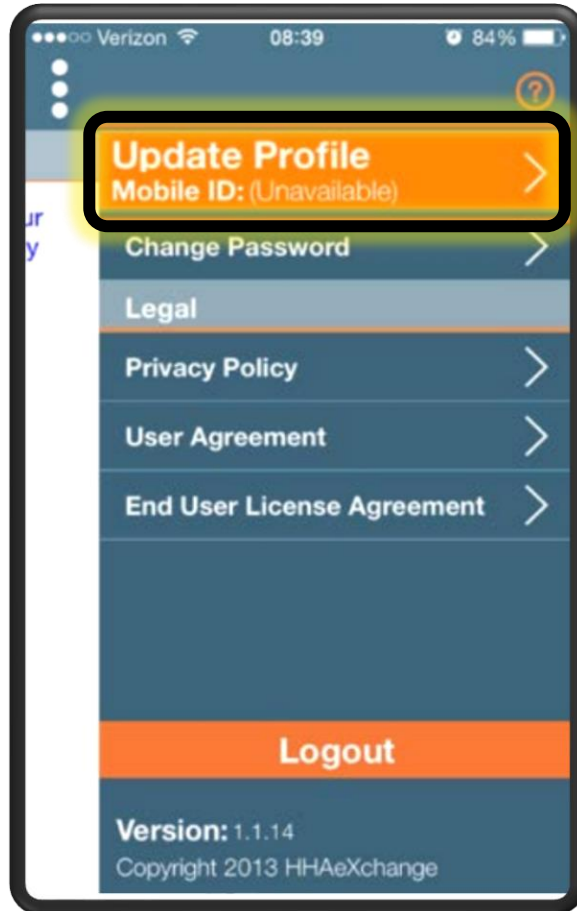 Verizon 08:39 84%
?
Update Profile
Mobile ID: (Unavailable)
ur
y
Change Password
Legal
Privacy Policy
User Agreement
End User License Agreement
Logout
Version: 1.1.14
Copyright 2013 HHAeXchange